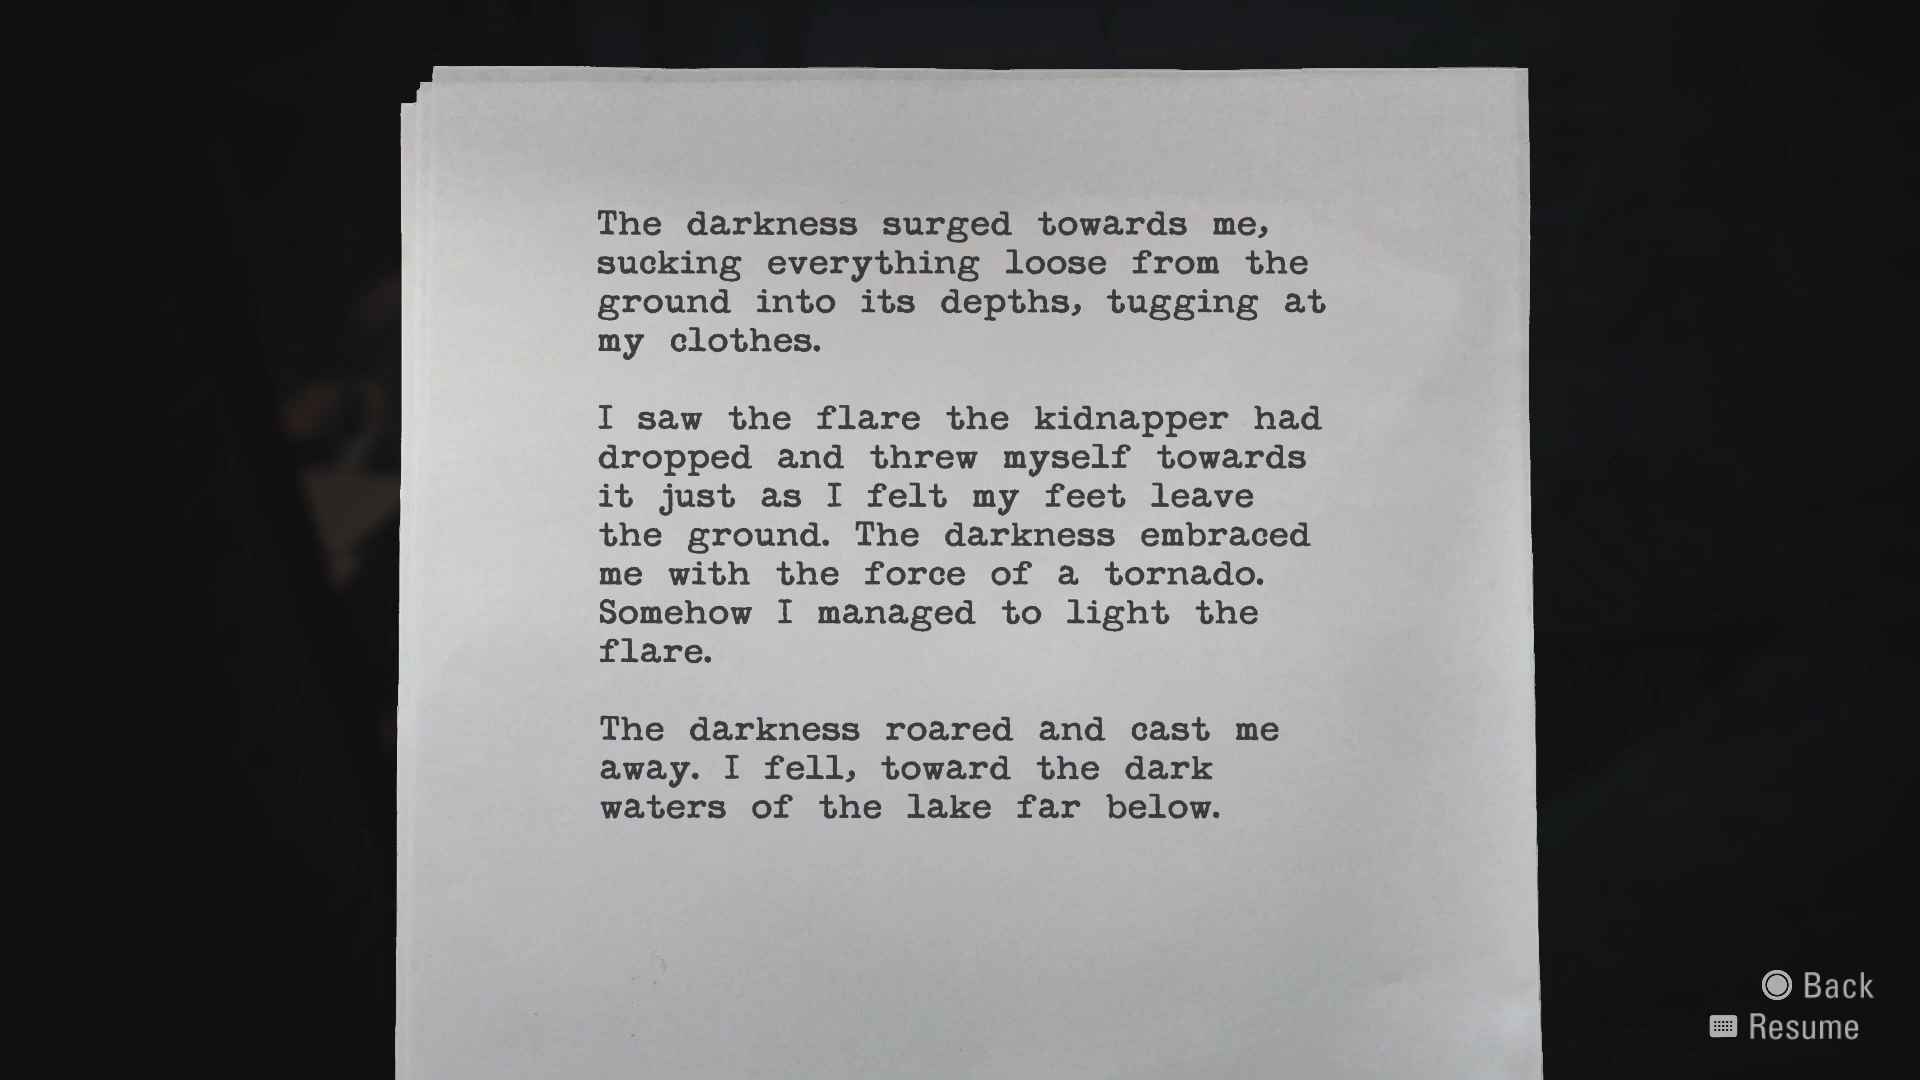 The darkness surged towards me,
sucking everything loose from the
ground into its depths, tugging at
my clothes.
I saw the flare the kidnapper had
dropped and threw myself towards
it just as I felt my feet leave
the ground. The darkness embraced
me with the force of a tornado.
Somehow I managed to light the
flare.
The darkness roared and cast me
away. I fell, toward the dark
waters of the lake far below.
Back
Resume